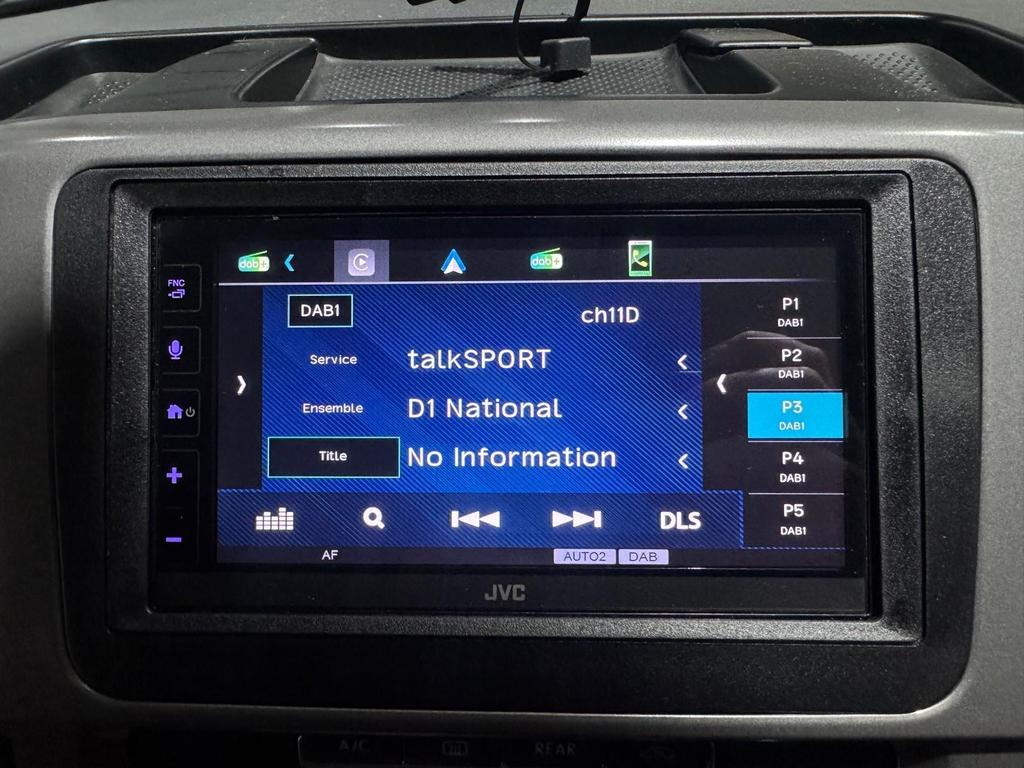 dab+
dab+
FNC
DAB1
ch11D
Service
talkSPORT
Ensemble
D1 National
Title
No Information
P1
DAB1
P2
DAB1
P3
DAB1
P4
DAB1
P5
DAB1
DLS
AF
AUTO2
DAB
JVC
A/C
REAR